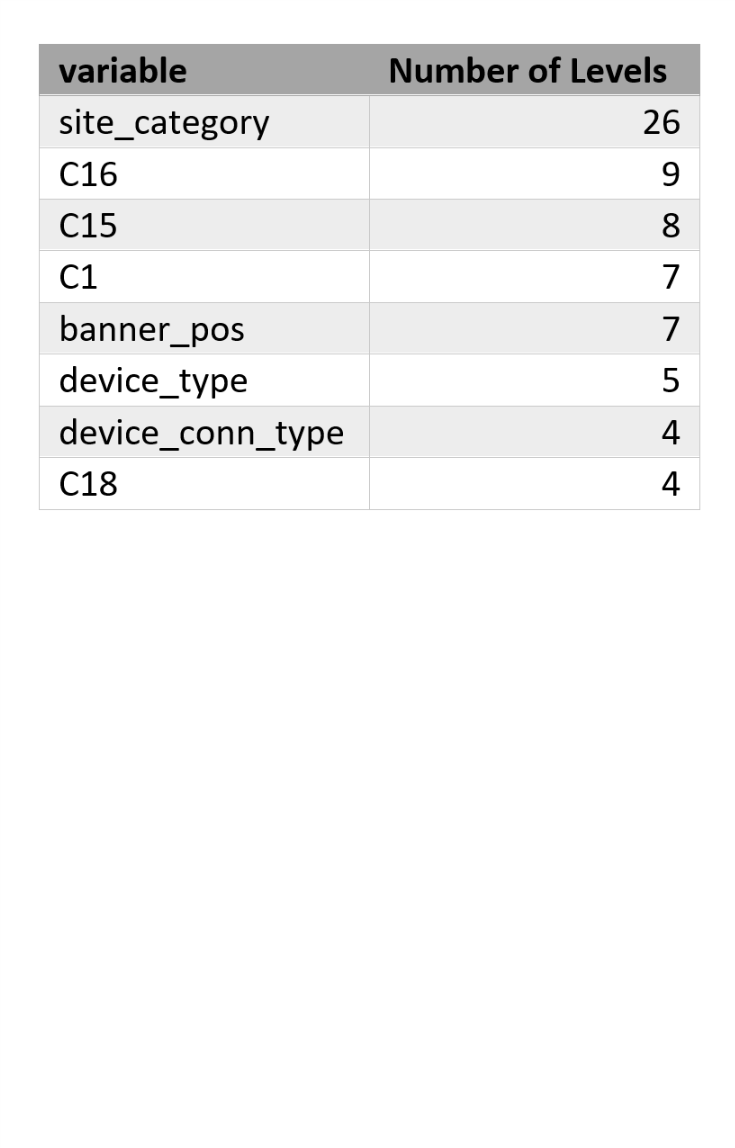 variable Number of Levels
site_category 26
C16 9
C15 8
C1 7
banner_pos 7
device_type 5
device_conn_type 4
C18 4